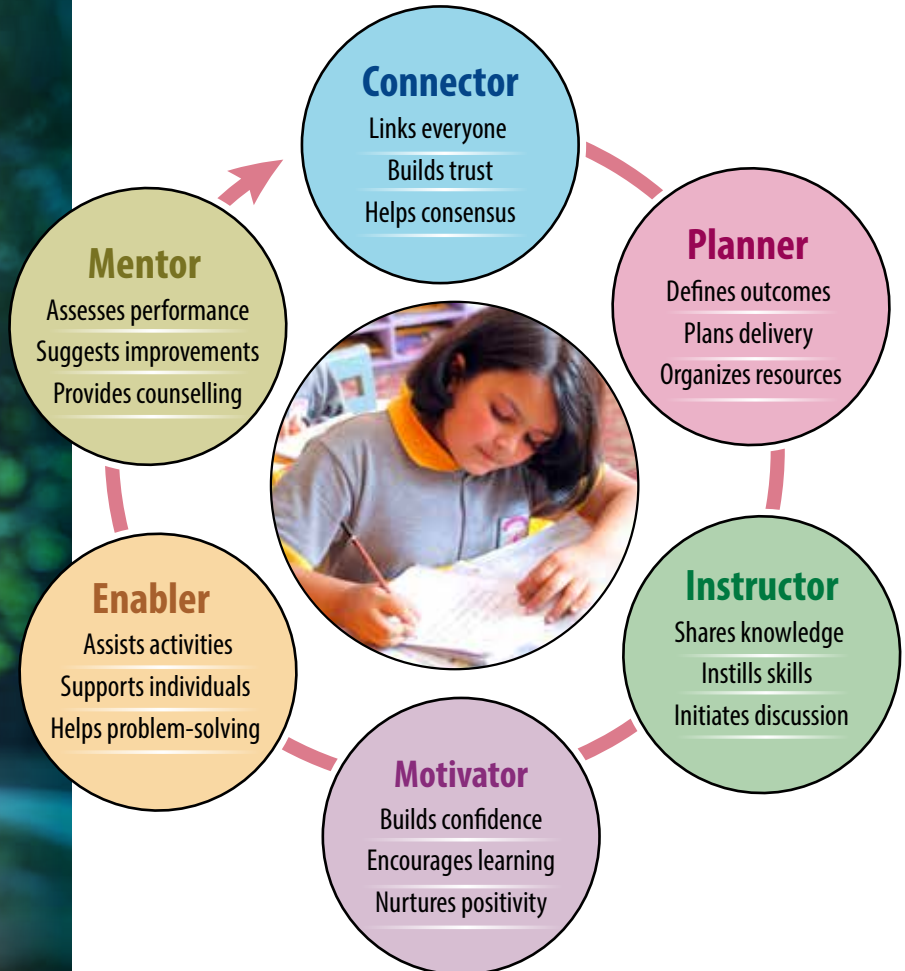 Connector
Links everyone
Builds trust
Helps consensus
Planner
Defines outcomes
Plans delivery
Organizes resources
Instructor
Shares knowledge
Instills skills
Initiates discussion
Motivator
Builds confidence
Encourages learning
Nurtures positivity
Enabler
Assists activities
Supports individuals
Helps problem-solving
Mentor
Assesses performance
Suggests improvements
Provides counselling